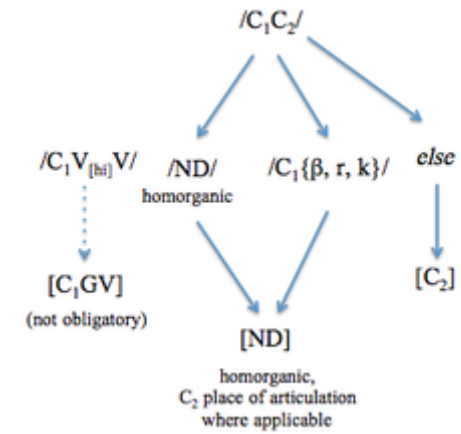 /C₁C₂/
/C₁V[hi]V/ /ND/ /C₁{β, r, k}/ else
homorganic
[C₁GV] [C₂]
(not obligatory)
[ND]
homorganic,
C₂ place of articulation
where applicable